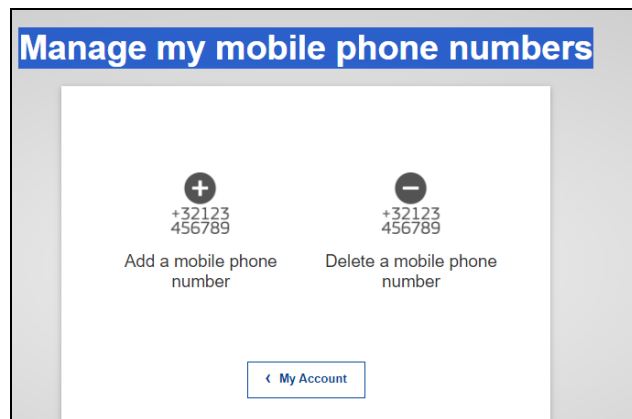 Manage my mobile phone numbers
+32123
456789
Add a mobile phone
number
+32123
456789
Delete a mobile phone
number
‹ My Account